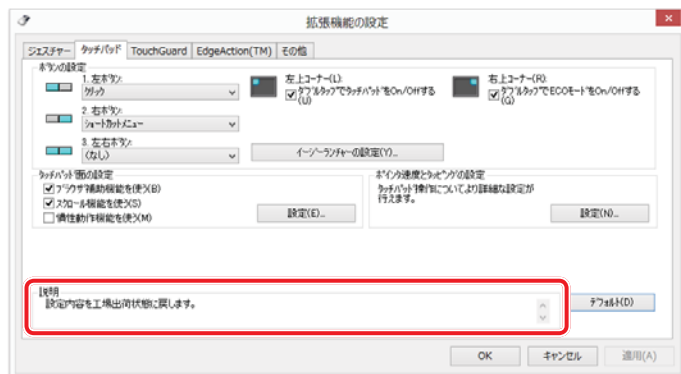 拡張機能の設定
ジェスチャー タッチパッド TouchGuard EdgeAction(TM) その他
ボタンの設定
1. 左ボタン:
クリック
2. 右ボタン:
ショートカットメニュー
3. 左右ボタン:
(なし)
左上コーナー(L):
ダブルタップでタッチパッドをOn/Offする
(U)
右上コーナー(R):
ダブルタップでECOモードをOn/Offする
(G)
イージーランチャーの設定(Y)...
タッチパッド面の設定
ブラウザ補助機能を使う(B)
スクロール機能を使う(S)
慣性動作機能を使う(M)
設定(E)...
ポインタ速度とタッピングの設定
タッチパッド操作についてより詳細な設定が
行えます。
設定(N)...
説明
設定内容を工場出荷状態に戻します。
デフォルト(D)
OK キャンセル 適用(A)